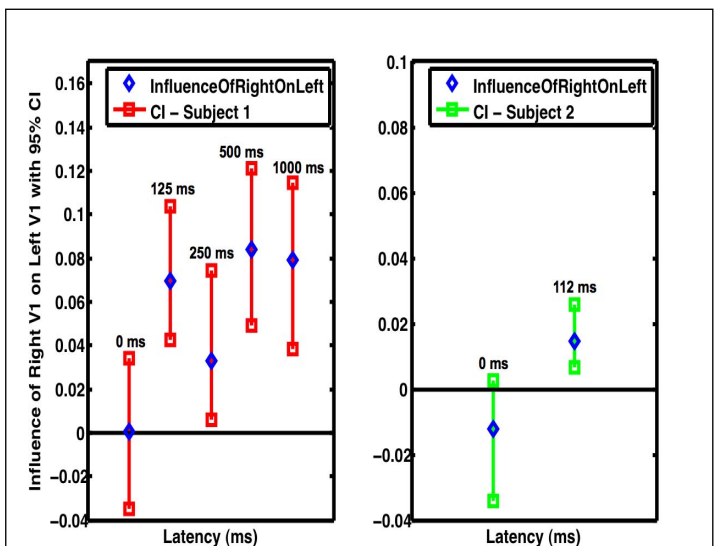 Influence of Right V1 on Left V1 with 95% CI
0.16
0.14
0.12
0.1
0.08
0.06
0.04
0.02
0
−0.02
−0.04
InfluenceOfRightOnLeft
CI − Subject 1
0 ms
125 ms
250 ms
500 ms
1000 ms
Latency (ms)
0.1
0.08
0.06
0.04
0.02
0
−0.02
−0.04
InfluenceOfRightOnLeft
CI − Subject 2
0 ms
112 ms
Latency (ms)